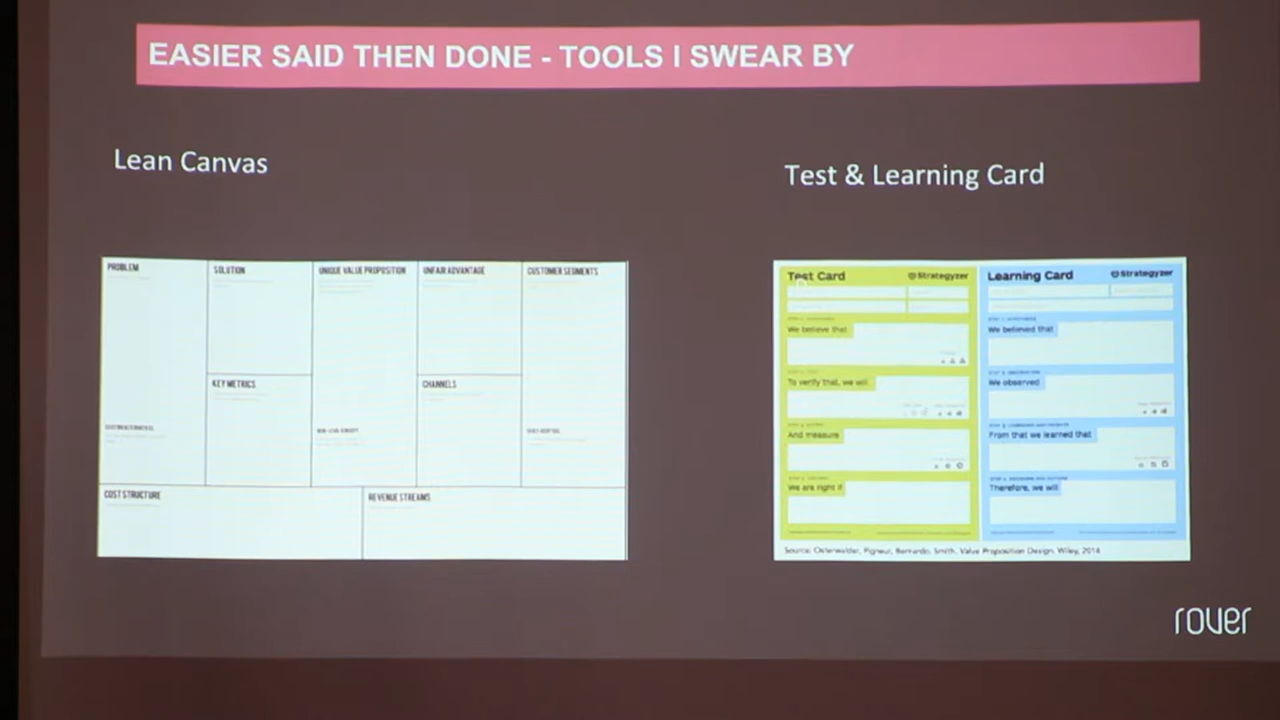 EASIER SAID THEN DONE - TOOLS I SWEAR BY
Lean Canvas
Test & Learning Card
PROBLEM
SOLUTION
UNIQUE VALUE PROPOSITION
UNFAIR ADVANTAGE
CUSTOMER SEGMENTS
KEY METRICS
CHANNELS
COST STRUCTURE
REVENUE STREAMS
Test Card
Strategyzer
We believe that
To verify that, we will
And measure
We are right if
Learning Card
Strategyzer
We believed that
We observed
From that we learned that
Therefore, we will
Source: Osterwalder, Pigneur, Bernardo, Smith, Value Proposition Design, Wiley, 2014
rover